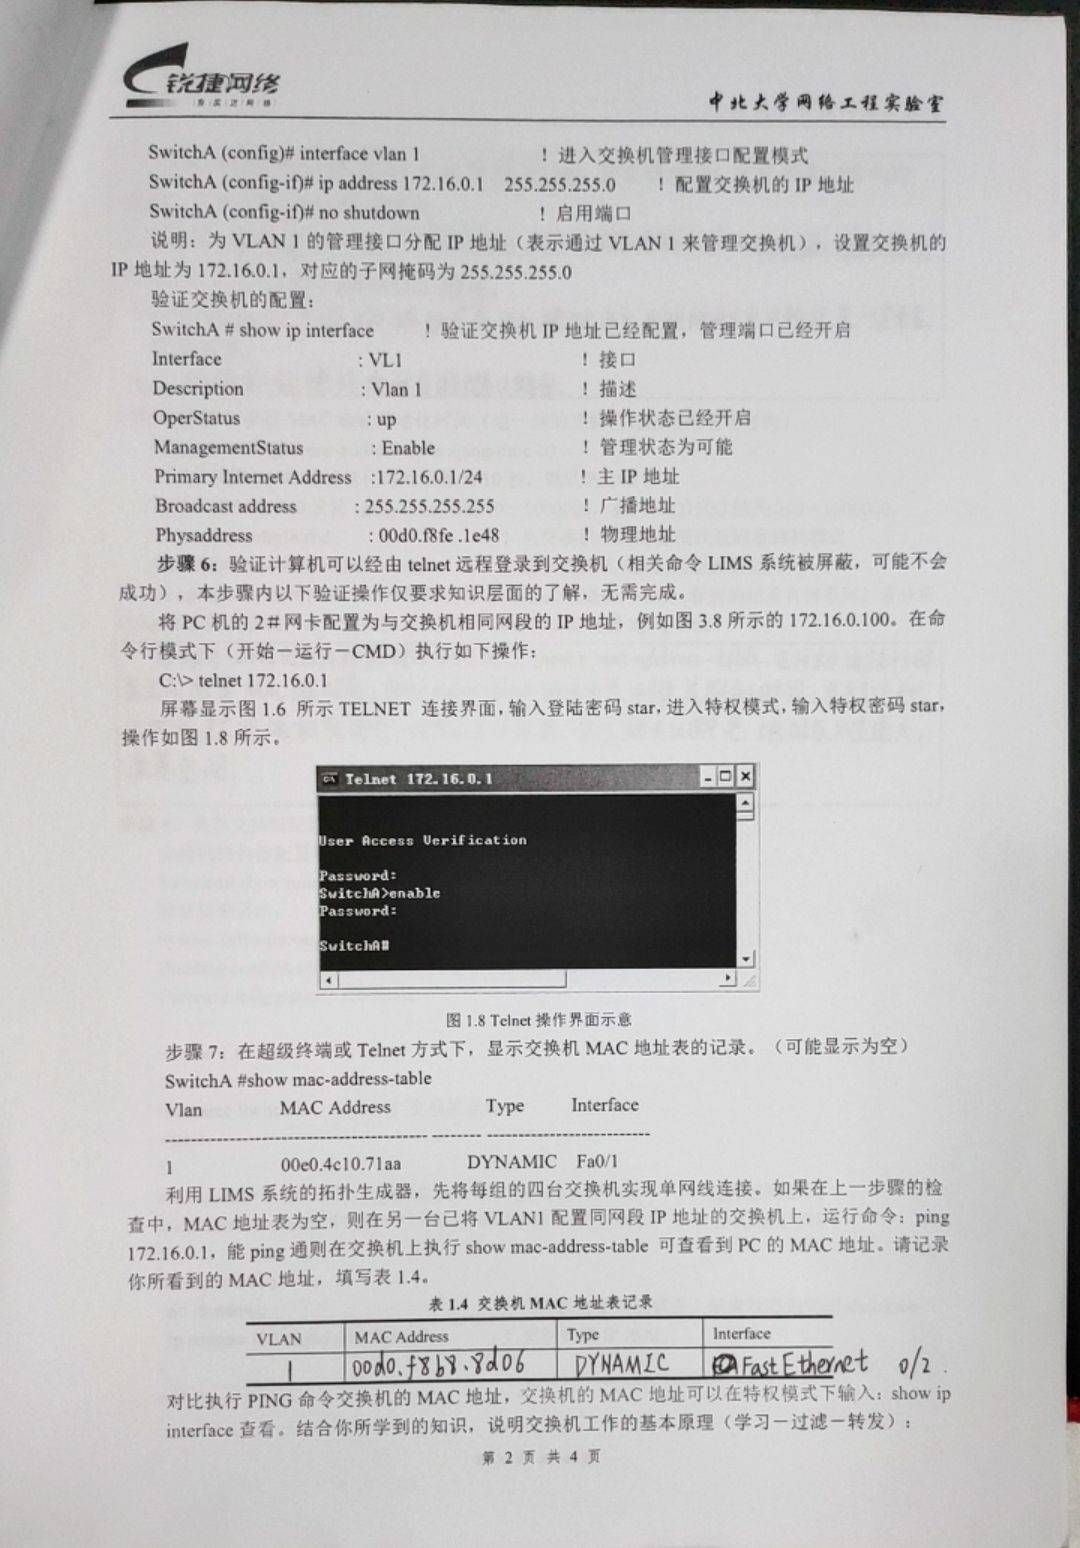 锐捷网络
中北大学网络工程实验室
SwitchA (config)# interface vlan 1 ！进入交换机管理接口配置模式
SwitchA (config-if)# ip address 172.16.0.1 255.255.255.0 ！配置交换机的 IP 地址
SwitchA (config-if)# no shutdown ！启用端口
说明：为 VLAN 1 的管理接口分配 IP 地址（表示通过 VLAN 1 来管理交换机），设置交换机的
IP 地址为 172.16.0.1，对应的子网掩码为 255.255.255.0
验证交换机的配置：
SwitchA # show ip interface ！验证交换机 IP 地址已经配置，管理端口已经开启
Interface : VL1 ！接口
Description : Vlan 1 ！描述
OperStatus : up ！操作状态已经开启
ManagementStatus : Enable ！管理状态为可能
Primary Internet Address :172.16.0.1/24 ！主 IP 地址
Broadcast address : 255.255.255.255 ！广播地址
Physaddress : 00d0.f8fe .1e48 ！物理地址
步骤 6：验证计算机可以经由 telnet 远程登录到交换机（相关命令 LIMS 系统被屏蔽，可能不会
成功），本步骤内以下验证操作仅要求知识层面的了解，无需完成。
将 PC 机的 2＃网卡配置为与交换机相同网段的 IP 地址，例如图 3.8 所示的 172.16.0.100。在命
令行模式下（开始－运行－CMD）执行如下操作：
C:\> telnet 172.16.0.1
屏幕显示图 1.6 所示 TELNET 连接界面，输入登陆密码 star，进入特权模式，输入特权密码 star，
操作如图 1.8 所示。
Telnet 172.16.0.1
User Access Verification
Password:
SwitchA>enable
Password:
SwitchA#
图 1.8 Telnet 操作界面示意
步骤 7：在超级终端或 Telnet 方式下，显示交换机 MAC 地址表的记录。（可能显示为空）
SwitchA #show mac-address-table
Vlan MAC Address Type Interface
1 00e0.4c10.71aa DYNAMIC Fa0/1
利用 LIMS 系统的拓扑生成器，先将每组的四台交换机实现单网线连接。如果在上一步骤的检
查中，MAC 地址表为空，则在另一台已将 VLAN1 配置同网段 IP 地址的交换机上，运行命令：ping
172.16.0.1，能 ping 通则在交换机上执行 show mac-address-table 可查看到 PC 的 MAC 地址。请记录
你所看到的 MAC 地址，填写表 1.4。
表 1.4 交换机 MAC 地址表记录
VLAN MAC Address Type Interface
1 00d0.f8b8.8d06 DYNAMIC FastEthernet 0/2.
对比执行 PING 命令交换机的 MAC 地址，交换机的 MAC 地址可以在特权模式下输入：show ip
interface 查看。结合你所学到的知识，说明交换机工作的基本原理（学习－过滤－转发）：
第 2 页 共 4 页